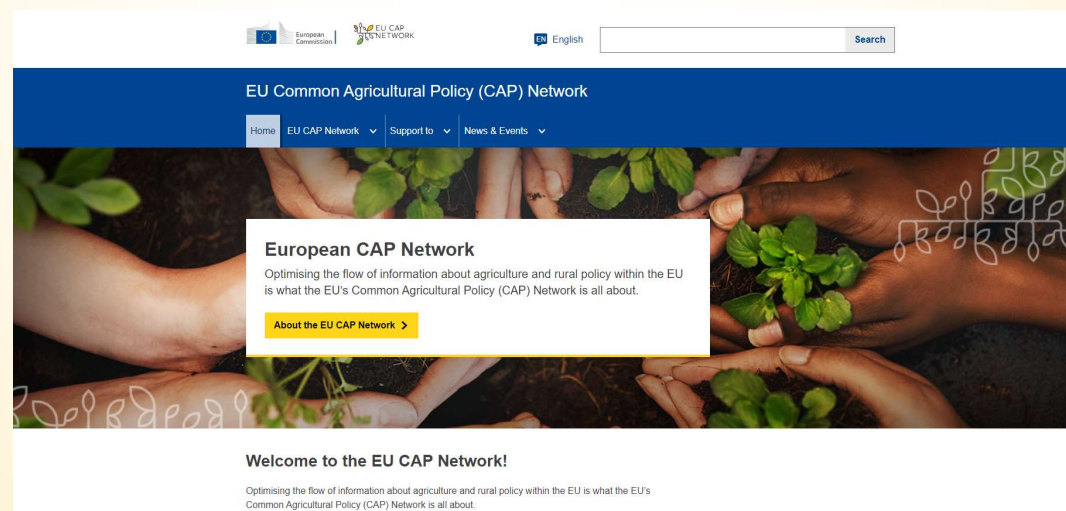 European
Commission
EU CAP
NETWORK
EN English
Search
EU Common Agricultural Policy (CAP) Network
Home EU CAP Network Support to News & Events
European CAP Network
Optimising the flow of information about agriculture and rural policy within the EU
is what the EU's Common Agricultural Policy (CAP) Network is all about.
About the EU CAP Network
Welcome to the EU CAP Network!
Optimising the flow of information about agriculture and rural policy within the EU is what the EU's
Common Agricultural Policy (CAP) Network is all about.